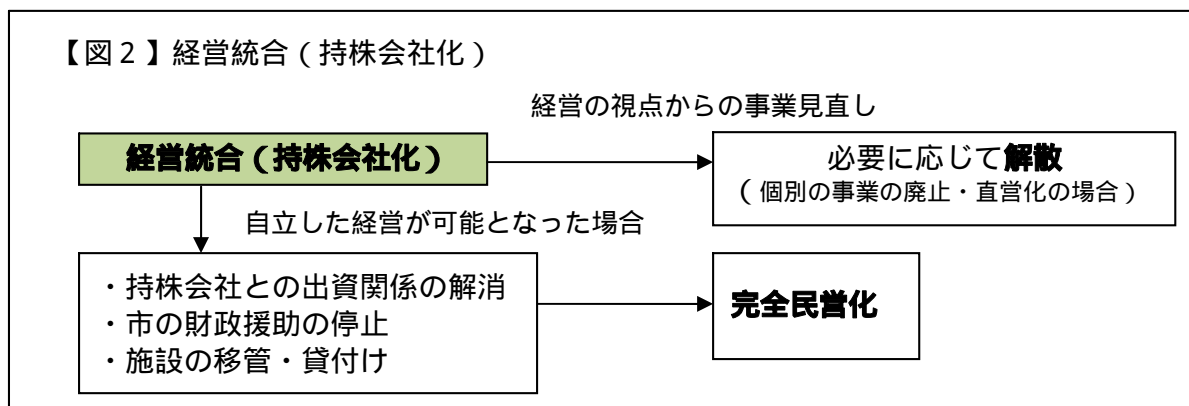 【図２】経営統合（持株会社化）
経営の視点からの事業見直し
経営統合（持株会社化）
必要に応じて解散
（個別の事業の廃止・直営化の場合）
自立した経営が可能となった場合
・持株会社との出資関係の解消
・市の財政援助の停止
・施設の移管・貸付け
完全民営化